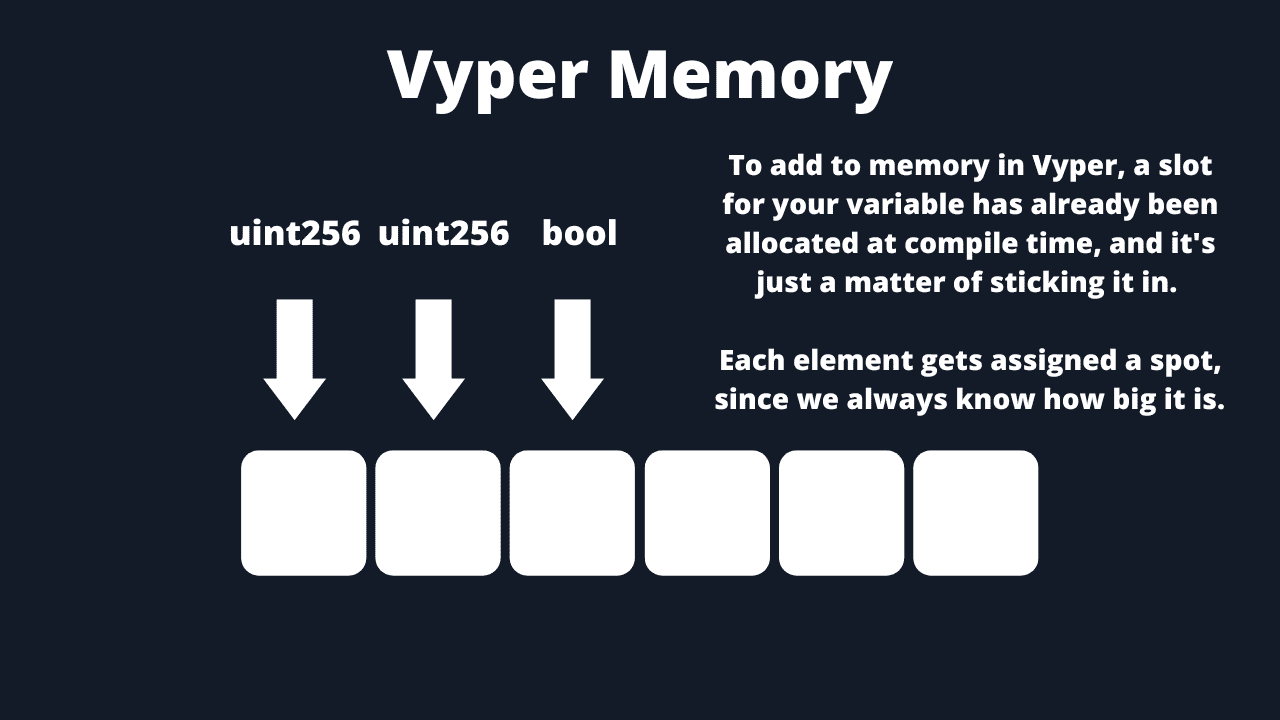 Vyper Memory
To add to memory in Vyper, a slot
for your variable has already been
allocated at compile time, and it's
just a matter of sticking it in.
Each element gets assigned a spot,
since we always know how big it is.
uint256 uint256 bool